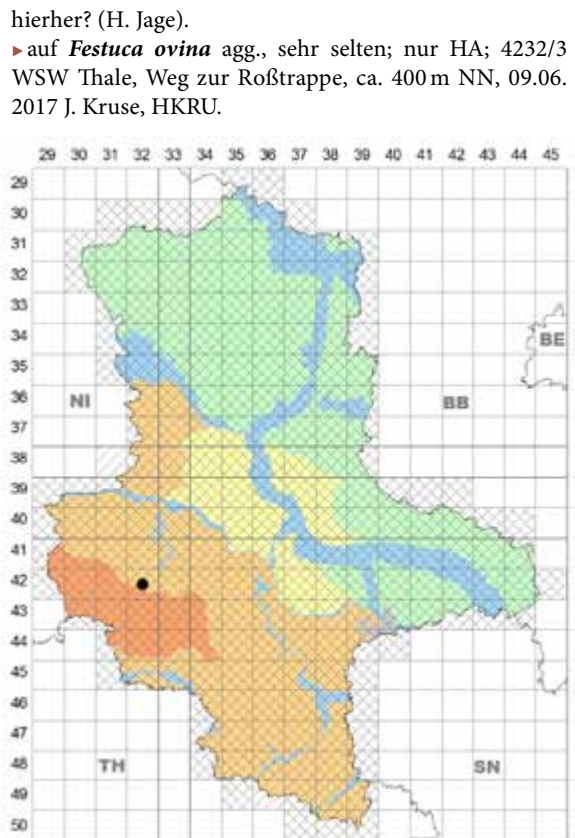 hierher? (H. Jage).
▸ auf Festuca ovina agg., sehr selten; nur HA; 4232/3
WSW Thale, Weg zur Roßtrappe, ca. 400 m NN, 09.06.
2017 J. Kruse, HKRU.
29 30 31 32 33 34 35 36 37 38 39 40 41 42 43 44 45
29
30
31
32
33
34
BE
35
36
NI
BB
37
38
39
40
41
42
43
44
45
46
47
48
TH
SN
49
50